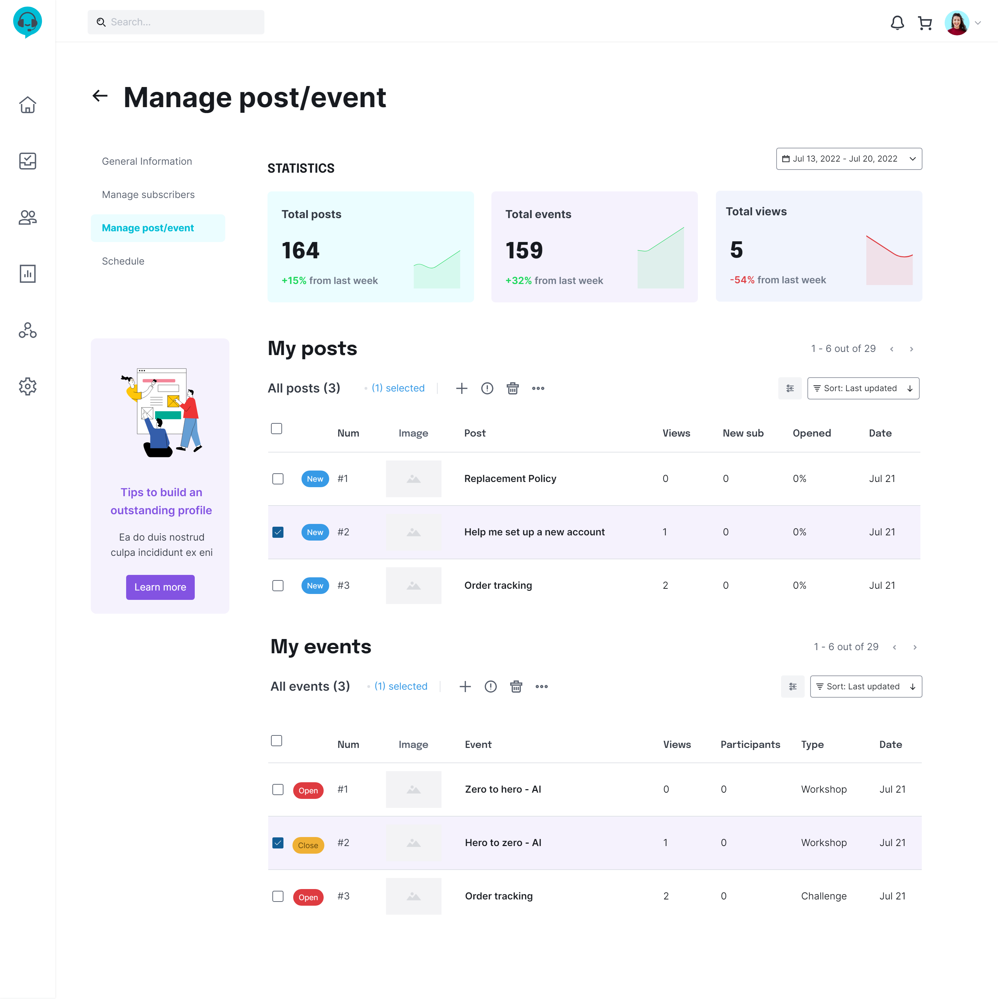 Search...
Manage post/event
General Information
Manage subscribers
Manage post/event
Schedule
Tips to build an
outstanding profile
Ea do duis nostrud
culpa incididunt ex eni
Learn more
STATISTICS
Jul 13, 2022 - Jul 20, 2022
Total posts
164
+15% from last week
Total events
159
+32% from last week
Total views
5
-54% from last week
My posts
1 - 6 out of 29
All posts (3)
(1) selected
Sort: Last updated
Num Image Post Views New sub Opened Date
New #1 Replacement Policy 0 0 0% Jul 21
New #2 Help me set up a new account 1 0 0% Jul 21
New #3 Order tracking 2 0 0% Jul 21
My events
1 - 6 out of 29
All events (3)
(1) selected
Sort: Last updated
Num Image Event Views Participants Type Date
Open #1 Zero to hero - AI 0 0 Workshop Jul 21
Close #2 Hero to zero - AI 1 0 Workshop Jul 21
Open #3 Order tracking 2 0 Challenge Jul 21